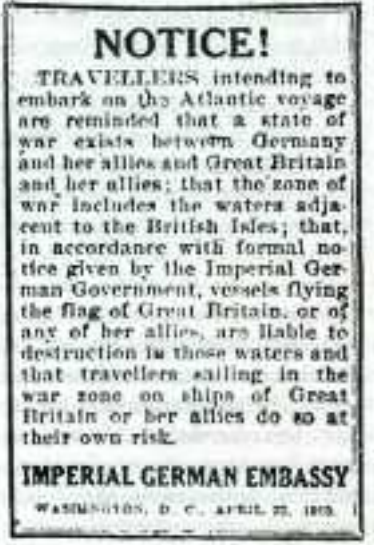 NOTICE!
TRAVELLERS intending to
embark on the Atlantic voyage
are reminded that a state of
war exists between Germany
and her allies and Great Britain
and her allies; that the zone of
war includes the waters adja-
cent to the British Isles; that,
in accordance with formal no-
tice given by the Imperial Ger-
man Government, vessels flying
the flag of Great Britain, or of
any of her allies, are liable to
destruction in those waters and
that travellers sailing in the
war zone on ships of Great
Britain or her allies do so at
their own risk.
IMPERIAL GERMAN EMBASSY
WASHINGTON, D. C., APRIL 22,